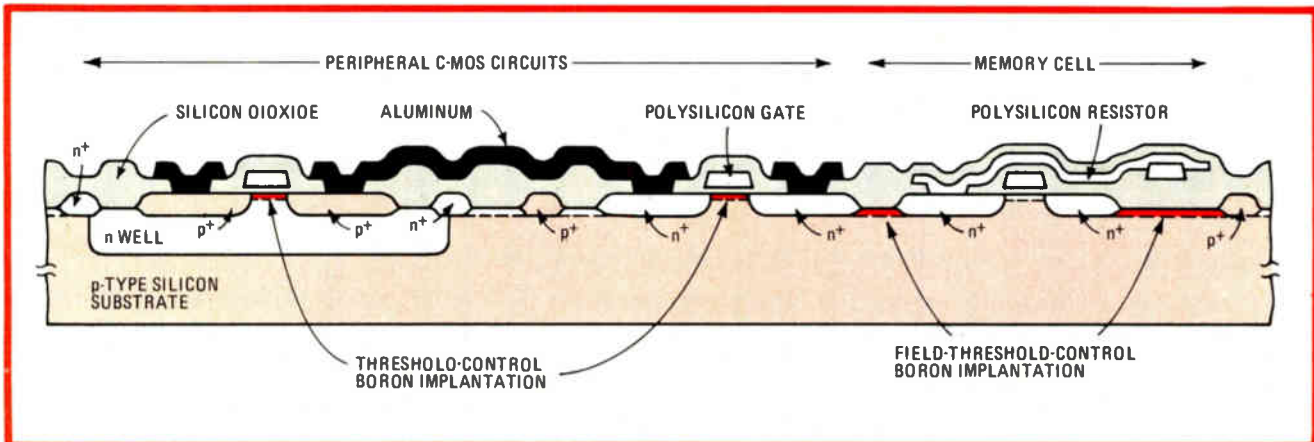 PERIPHERAL C-MOS CIRCUITS
MEMORY CELL
SILICON OIOXIOE
ALUMINUM
POLYSILICON GATE
POLYSILICON RESISTOR
n+
p+
p+
n+
p+
n+
n+
n+
n+
p+
n WELL
p-TYPE SILICON
SUBSTRATE
THRESHOLO-CONTROL
BORON IMPLANTATION
FIELD-THRESHOLD-CONTROL
BORON IMPLANTATION